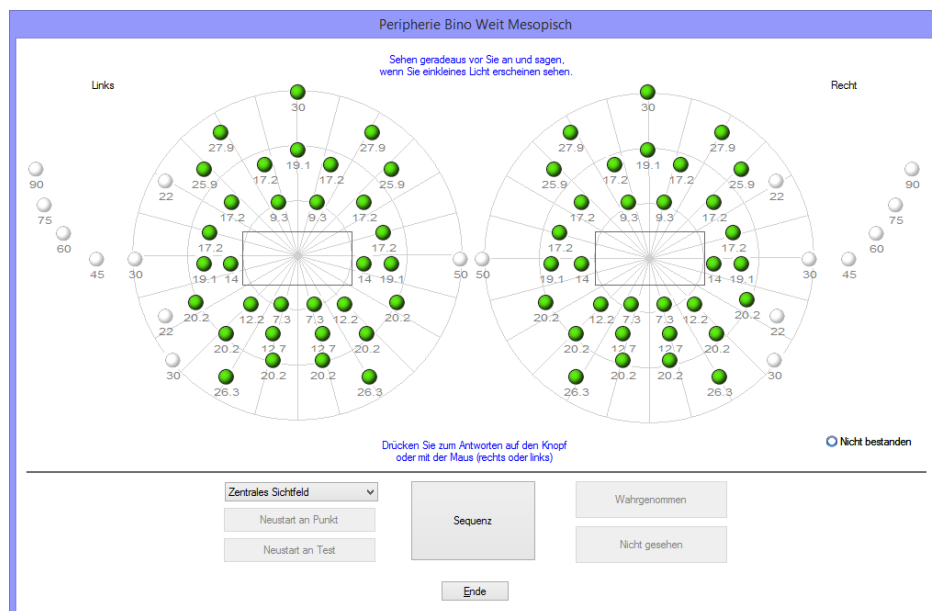 Peripherie Bino Weit Mesopisch
Sehen geradeaus vor Sie an und sagen,
wenn Sie einkleines Licht erscheinen sehen.
Links
Recht
30
30
27.9 27.9
27.9 27.9
19.1
19.1
90 25.9 17.2 17.2 25.9
25.9 17.2 17.2 25.9 90
22
22
75 17.2 9.3 9.3 17.2
17.2 9.3 9.3 17.2 75
60 17.2 17.2
17.2 17.2 60
45 30 19.1 14 14 19.1 50
50 19.1 14 14 19.1 30 45
20.2 12.2 7.3 7.3 12.2 20.2
20.2 12.2 7.3 7.3 12.2 20.2
22
22
20.2 12.7 12.7 20.2
20.2 12.7 12.7 20.2
30 20.2 20.2
20.2 20.2 30
26.3 26.3
26.3 26.3
Nicht bestanden
Drücken Sie zum Antworten auf den Knopf
oder mit der Maus (rechts oder links)
Zentrales Sichtfeld
Neustart an Punkt
Neustart an Test
Sequenz
Wahrgenommen
Nicht gesehen
Ende